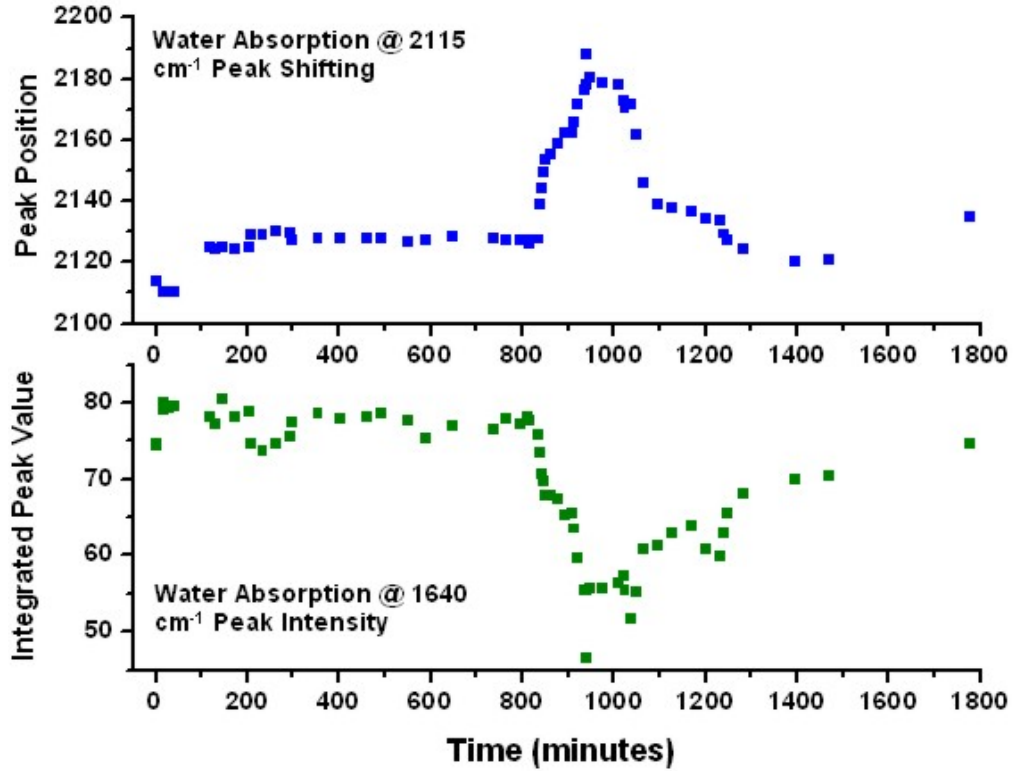 2200
2180
2160
2140
2120
2100
Peak Position
Water Absorption @ 2115
cm-1 Peak Shifting
0 200 400 600 800 1000 1200 1400 1600 1800
80
70
60
50
Integrated Peak Value
Water Absorption @ 1640
cm-1 Peak Intensity
0 200 400 600 800 1000 1200 1400 1600 1800
Time (minutes)